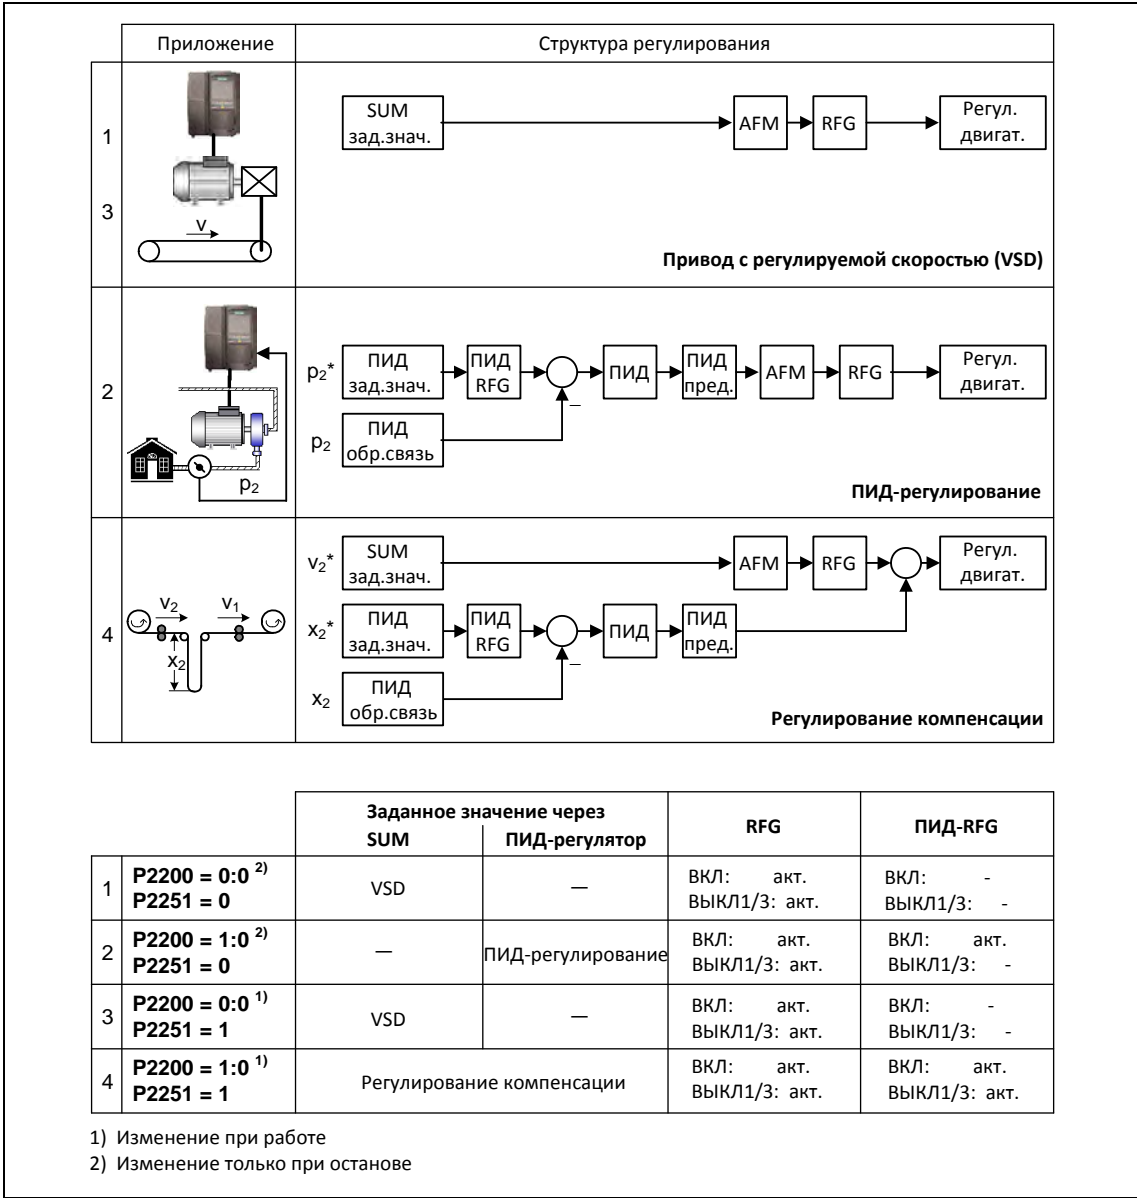 Приложение
Структура регулирования
1
3
v
SUM
зад.знач.
AFM
RFG
Регул.
двигат.
Привод с регулируемой скоростью (VSD)
2
p2
p2*
ПИД
зад.знач.
ПИД
RFG
ПИД
ПИД
пред.
AFM
RFG
Регул.
двигат.
–
p2
ПИД
обр.связь
ПИД-регулирование
4
v2
v1
x2
v2*
SUM
зад.знач.
AFM
RFG
Регул.
двигат.
x2*
ПИД
зад.знач.
ПИД
RFG
ПИД
ПИД
пред.
–
x2
ПИД
обр.связь
Регулирование компенсации
Заданное значение через
SUM
ПИД-регулятор
RFG
ПИД-RFG
1
P2200 = 0:0 2)
P2251 = 0
VSD
—
ВКЛ: акт.
ВЫКЛ1/3: акт.
ВКЛ: -
ВЫКЛ1/3: -
2
P2200 = 1:0 2)
P2251 = 0
—
ПИД-регулирование
ВКЛ: акт.
ВЫКЛ1/3: акт.
ВКЛ: акт.
ВЫКЛ1/3: -
3
P2200 = 0:0 1)
P2251 = 1
VSD
—
ВКЛ: акт.
ВЫКЛ1/3: акт.
ВКЛ: -
ВЫКЛ1/3: -
4
P2200 = 1:0 1)
P2251 = 1
Регулирование компенсации
ВКЛ: акт.
ВЫКЛ1/3: акт.
ВКЛ: акт.
ВЫКЛ1/3: акт.
1) Изменение при работе
2) Изменение только при останове